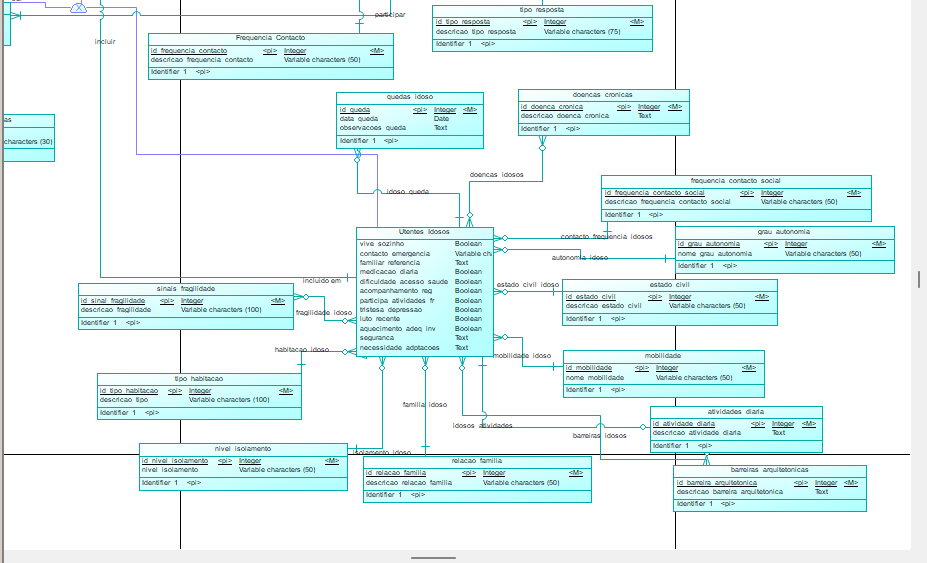 participar
incluir
tipo resposta
id tipo resposta <pi> Integer <M>
descricao tipo resposta Variable characters (75)
Identifier 1 <pi>
Frequencia Contacto
id frequencia contacto <pi> Integer <M>
descricao frequencia contacto Variable characters (50)
Identifier 1 <pi>
quedas idoso
id queda <pi> Integer <M>
data queda Date
observacoes queda Text
Identifier 1 <pi>
doencas cronicas
id doenca cronica <pi> Integer <M>
descricao doenca cronica Text
Identifier 1 <pi>
as
characters (30)
doencas idosos
idoso queda
frequencia contacto social
id frequencia contacto social <pi> Integer <M>
descricao frequencia contacto social Variable characters (50)
Identifier 1 <pi>
contacto frequencia idosos
grau autonomia
id grau autonomia <pi> Integer <M>
nome grau autonomia Variable characters (50)
Identifier 1 <pi>
autonomia idoso
Utentes Idosos
vive sozinho Boolean
contacto emergencia Variable ch
familiar referencia Text
medicacao diaria Boolean
dificuldade acesso saude Boolean
acompanhamento reg Boolean
participa atividades fr Boolean
tristesa depressao Boolean
luto recente Boolean
aquecimento adeq inv Boolean
seguranca Text
necessidade adptacoes Text
incluido em
sinais fragilidade
id sinal fragilidade <pi> Integer <M>
descricao fragilidade Variable characters (100)
Identifier 1 <pi>
fragilidade idoso
estado civil idoso
estado civil
id estado civil <pi> Integer <M>
descricao estado civil Variable characters (50)
Identifier 1 <pi>
habitacao idoso
mobilidade idoso
mobilidade
id mobilidade <pi> Integer <M>
nome mobilidade Variable characters (50)
Identifier 1 <pi>
tipo habitacao
id tipo habitacao <pi> Integer <M>
descricao tipo Variable characters (100)
Identifier 1 <pi>
familia idoso
idosos atividades
barreiras idosos
atividades diaria
id atividade diaria <pi> Integer <M>
descricao atividade diaria Text
Identifier 1 <pi>
nivel isolamento
id nivel isolamento <pi> Integer <M>
nivel isolamento Variable characters (50)
Identifier 1 <pi>
isolamento idoso
relacao familia
id relacao familia <pi> Integer <M>
descricao relacao familia Variable characters (50)
Identifier 1 <pi>
barreiras arquitetonicas
id barreira arquitetonica <pi> Integer <M>
descricao barreira arquitetonica Text
Identifier 1 <pi>